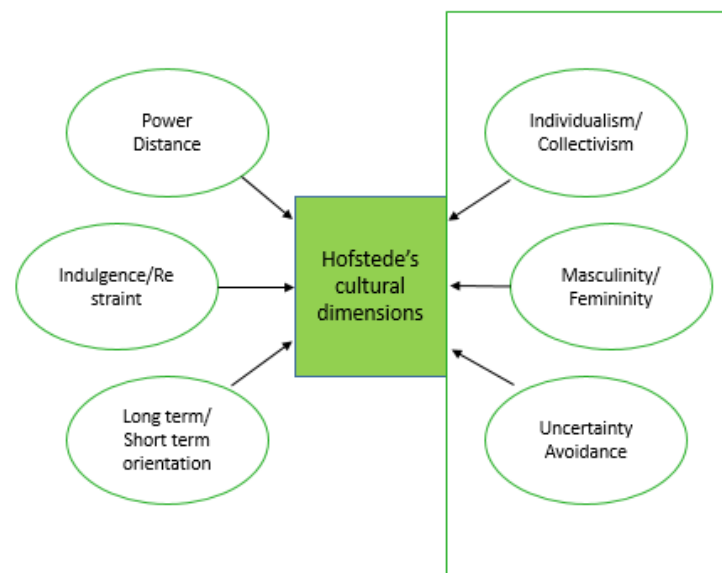 Power
Distance
Individualism/
Collectivism
Indulgence/Re
straint
Hofstede's
cultural
dimensions
Masculinity/
Femininity
Long term/
Short term
orientation
Uncertainty
Avoidance